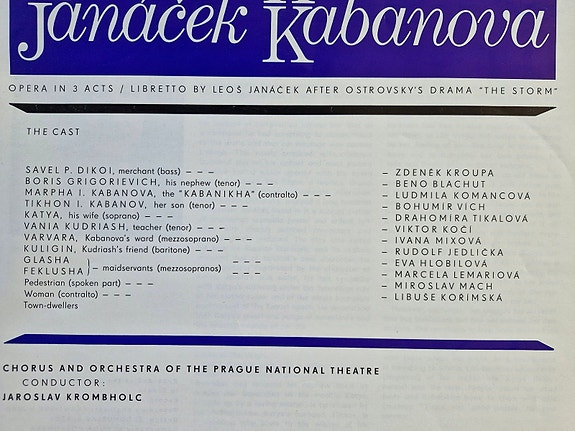 Janáček Kabanova
OPERA IN 3 ACTS / LIBRETTO BY LEOŠ JANÁČEK AFTER OSTROVSKY'S DRAMA "THE STORM"
THE CAST
SAVEL P. DIKOI, merchant (bass) – – – – ZDENĚK KROUPA
BORIS GRIGORIEVICH, his nephew (tenor) – – – – BENO BLACHUT
MARPHA I. KABANOVA, the "KABANIKHA" (contralto) – – – – LUDMILA KOMANCOVÁ
TIKHON I. KABANOV, her son (tenor) – – – – BOHUMÍR VICH
KATYA, his wife (soprano) – – – – DRAHOMÍRA TIKALOVÁ
VANIA KUDRIASH, teacher (tenor) – – – – VIKTOR KOČÍ
VARVARA, Kabanova's ward (mezzosoprano) – – – – IVANA MIXOVÁ
KULIGIN, Kudriash's friend (baritone) – – – – RUDOLF JEDLIČKA
GLASHA – – – EVA HLOBILOVÁ
FEKLUSHA } – maidservants (mezzosopranos) – – – – MARCELA LEMARIOVÁ
Pedestrian (spoken part) – – – – MIROSLAV MACH
Woman (contralto) – – – – LIBUŠE KOŘÍMSKÁ
Town-dwellers
CHORUS AND ORCHESTRA OF THE PRAGUE NATIONAL THEATRE
CONDUCTOR:
JAROSLAV KROMBHOLC